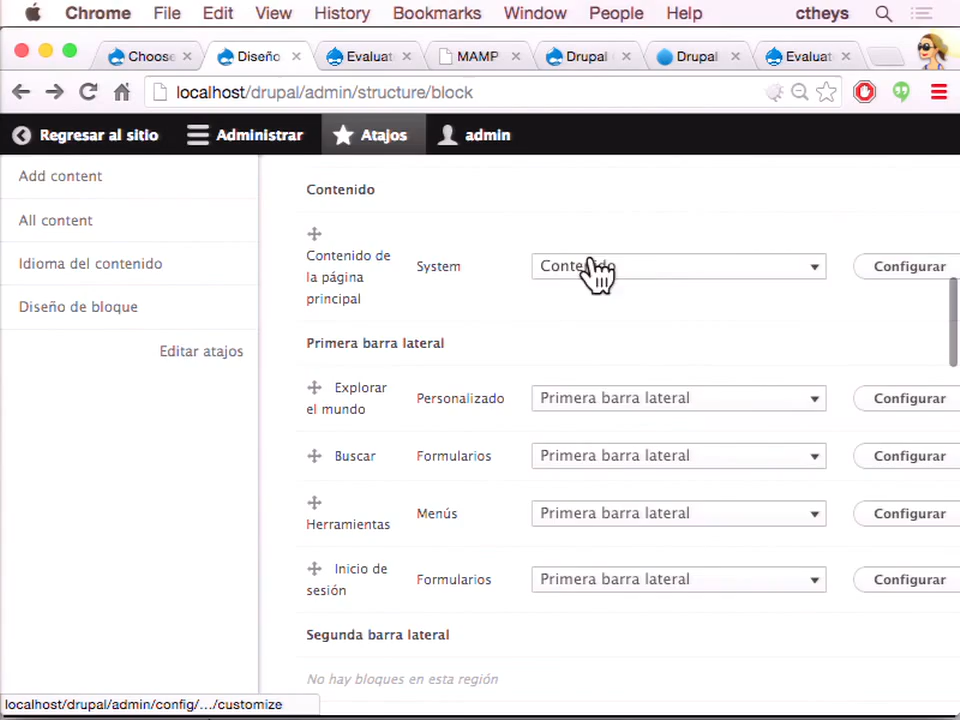 Chrome File Edit View History Bookmarks Window People Help ctheys
Choose Diseño Evaluat MAMP Drupal Drupal Evaluat
localhost/drupal/admin/structure/block
Regresar al sitio Administrar Atajos admin
Add content
All content
Idioma del contenido
Diseño de bloque
Editar atajos
Contenido
Contenido de
la página
principal
System
Contenido
Configurar
Primera barra lateral
Explorar
el mundo
Personalizado
Primera barra lateral
Configurar
Buscar
Formularios
Primera barra lateral
Configurar
Herramientas
Menús
Primera barra lateral
Configurar
Inicio de
sesión
Formularios
Primera barra lateral
Configurar
Segunda barra lateral
No hay bloques en esta región
localhost/drupal/admin/config/.../customize